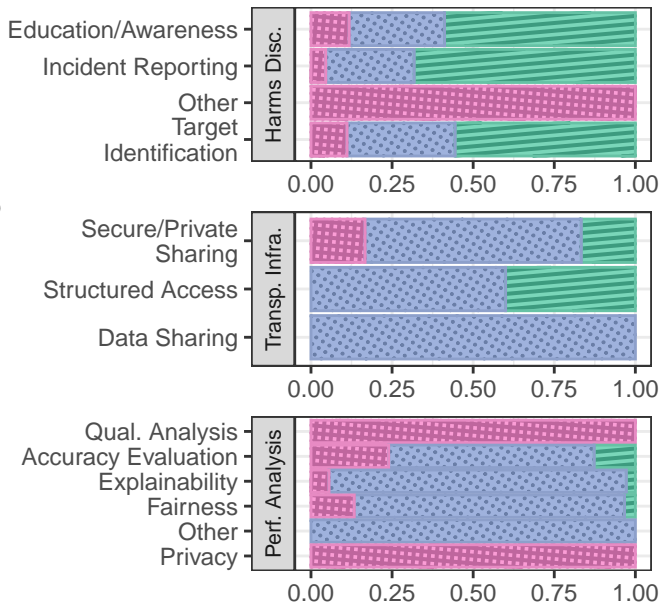 Education/Awareness
Incident Reporting
Other
Target
Identification
Harms Disc.
0.00 0.25 0.50 0.75 1.00
Secure/Private
Sharing
Structured Access
Data Sharing
Transp. Infra.
0.00 0.25 0.50 0.75 1.00
Qual. Analysis
Accuracy Evaluation
Explainability
Fairness
Other
Privacy
Perf. Analysis
0.00 0.25 0.50 0.75 1.00